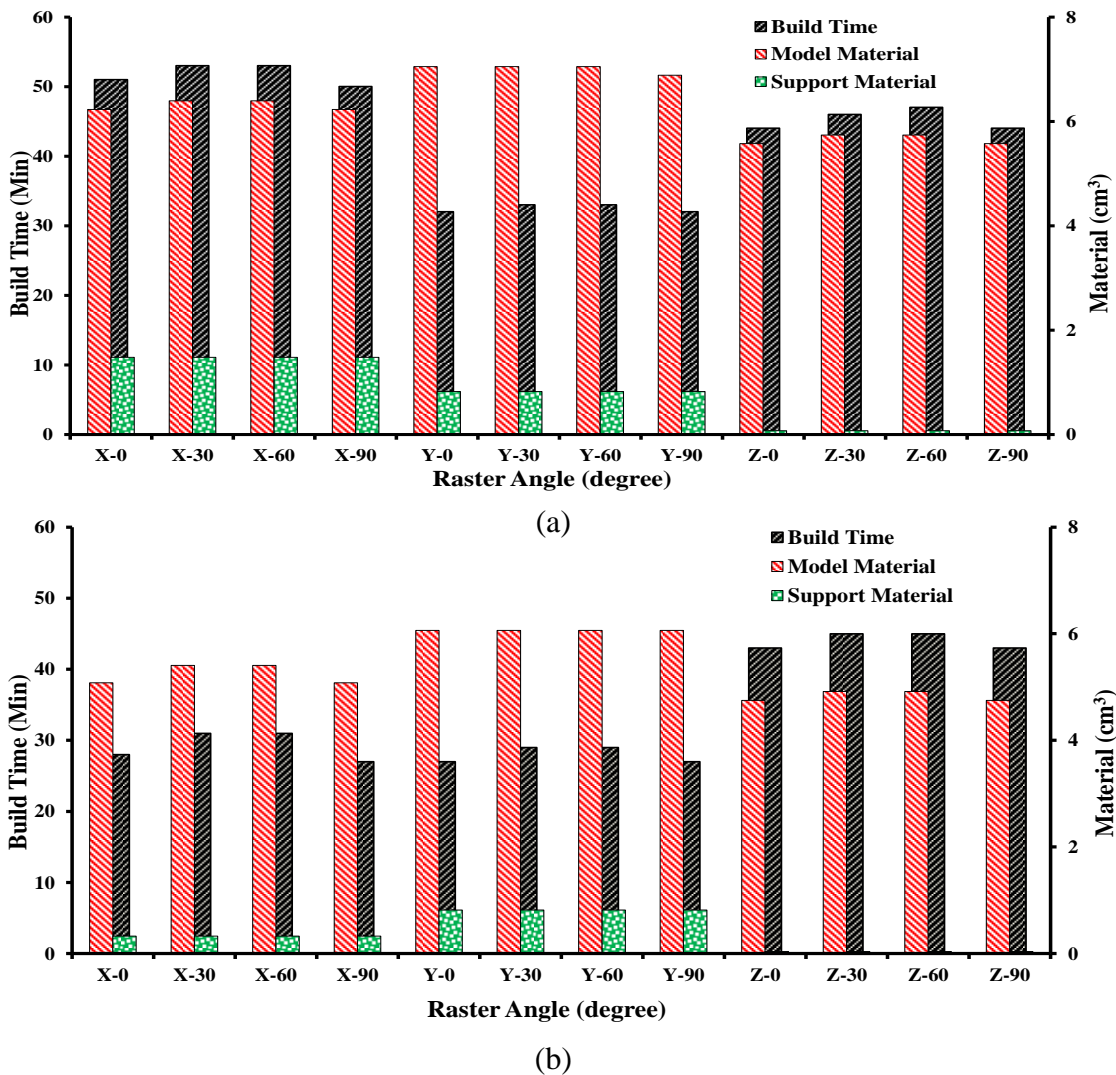 60
50
40
30
20
10
0
Build Time (Min)
8
6
4
2
0
Material (cm³)
Build Time
Model Material
Support Material
X-0 X-30 X-60 X-90 Y-0 Y-30 Y-60 Y-90 Z-0 Z-30 Z-60 Z-90
Raster Angle (degree)
(a)
60
50
40
30
20
10
0
Build Time (Min)
8
6
4
2
0
Material (cm³)
Build Time
Model Material
Support Material
X-0 X-30 X-60 X-90 Y-0 Y-30 Y-60 Y-90 Z-0 Z-30 Z-60 Z-90
Raster Angle (degree)
(b)